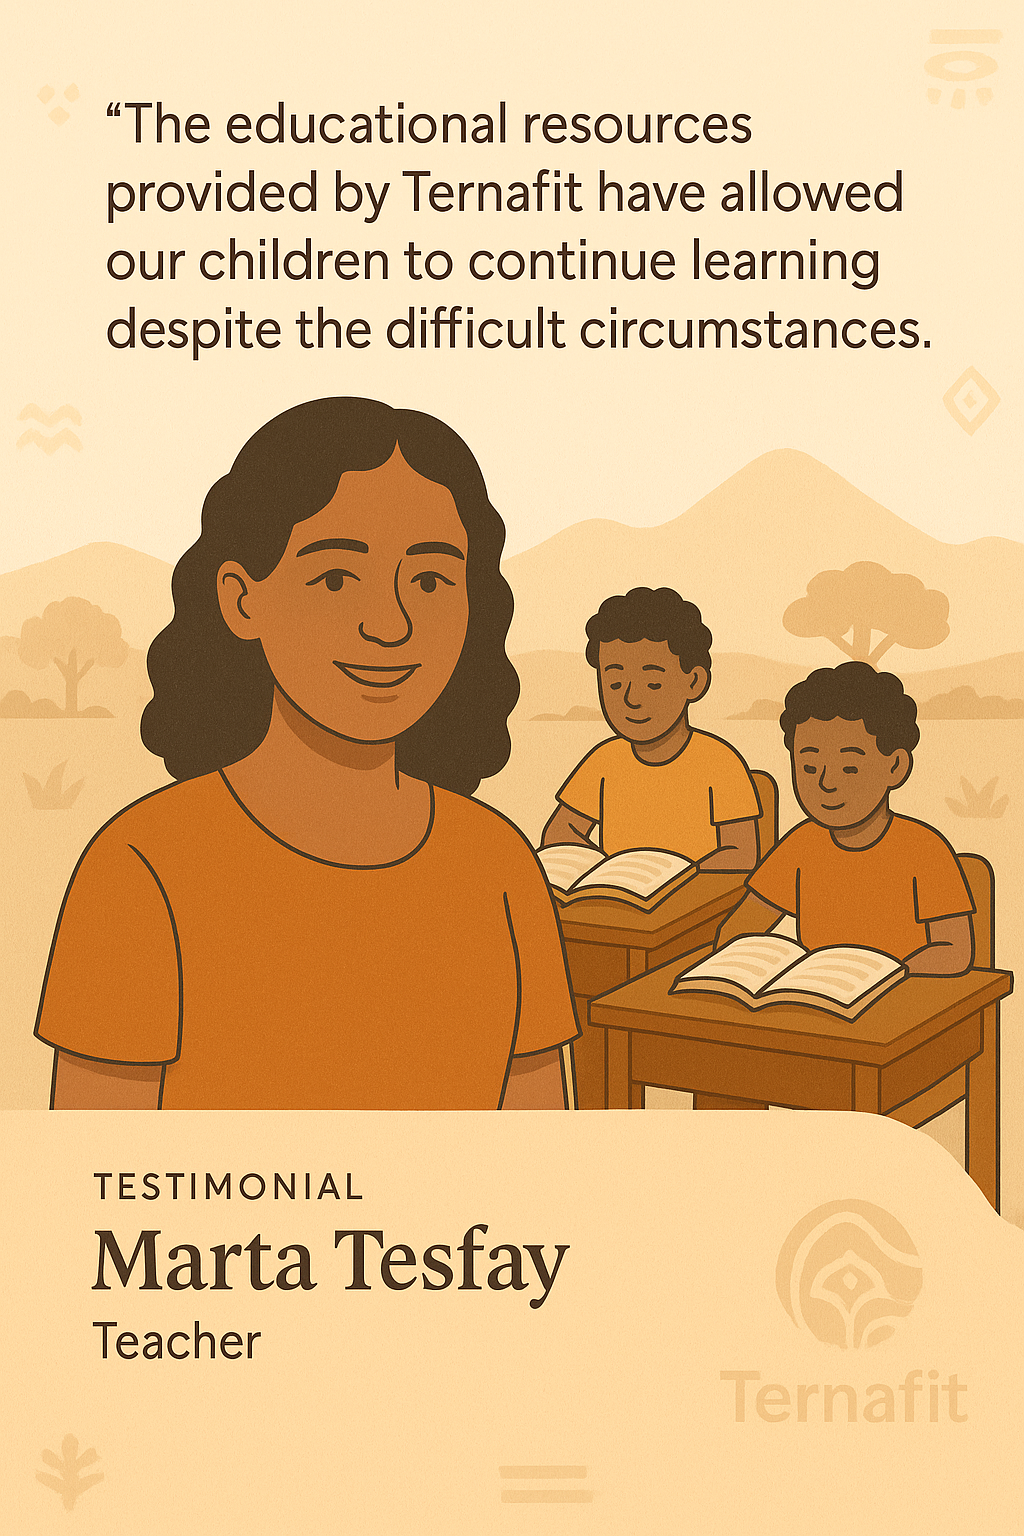 “The educational resources
provided by Ternafit have allowed
our children to continue learning
despite the difficult circumstances.
TESTIMONIAL
Marta Tesfay
Teacher
Ternafit